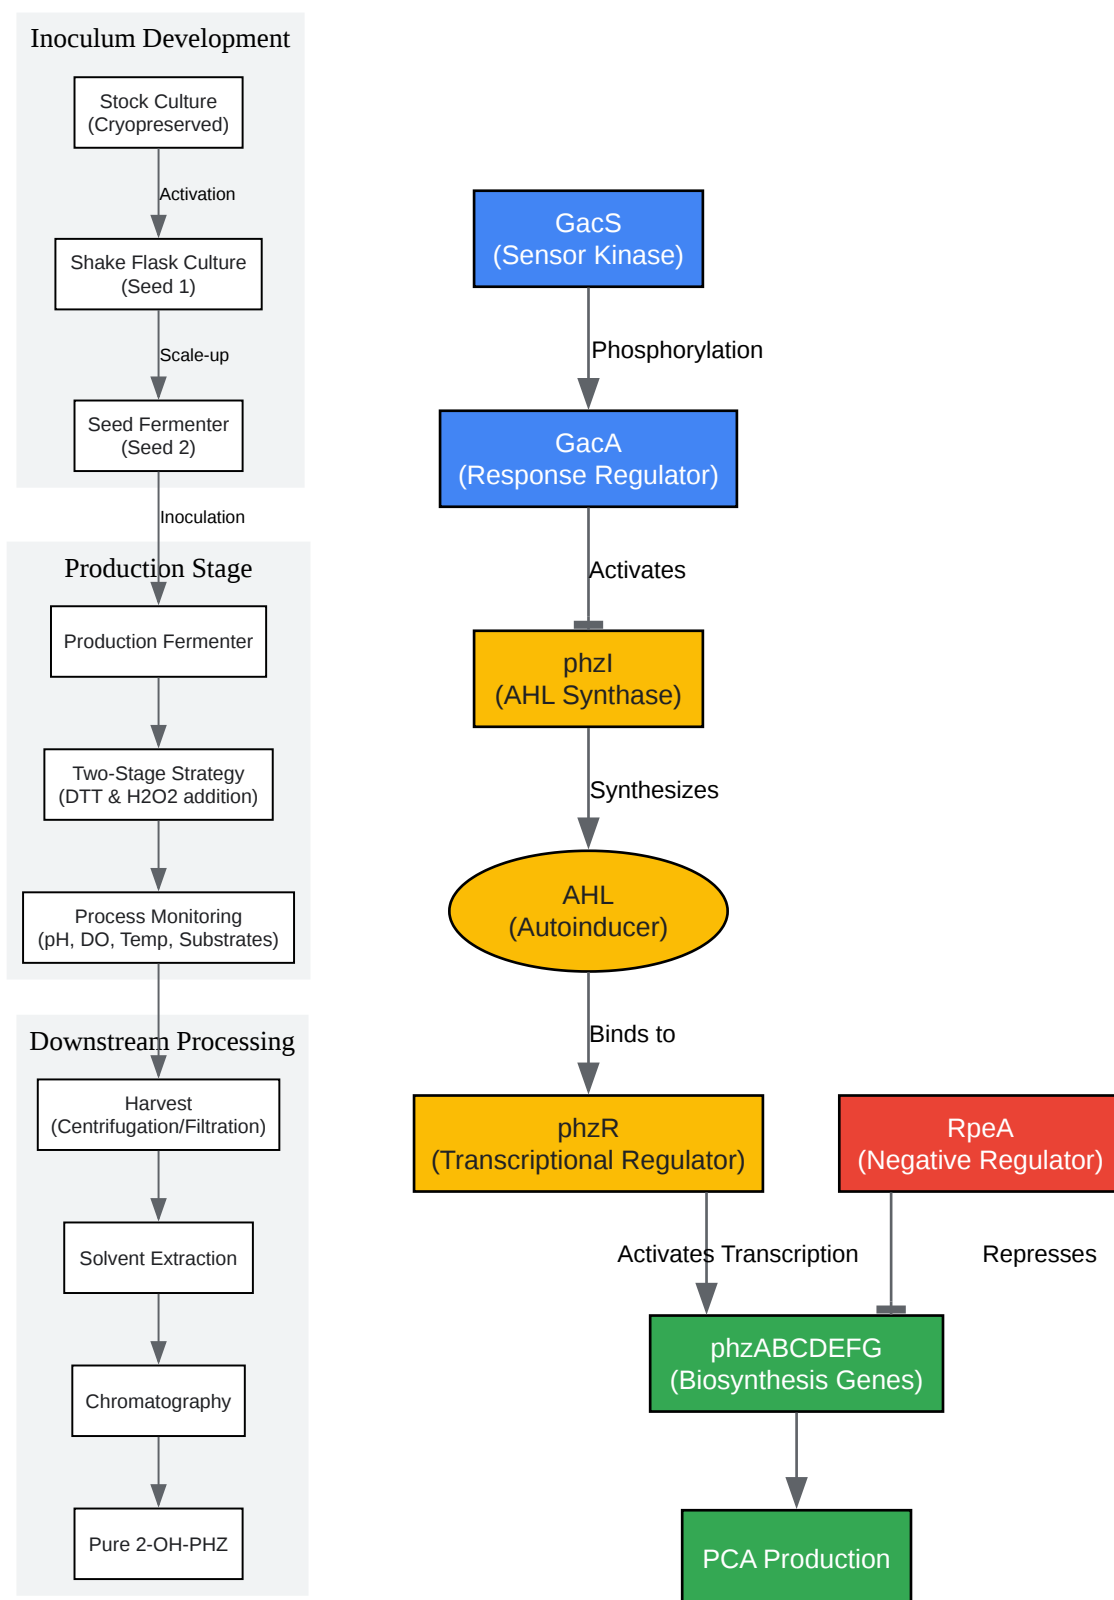 Inoculum Development
Stock Culture
(Cryopreserved)
Activation
Shake Flask Culture
(Seed 1)
Scale-up
Seed Fermenter
(Seed 2)
Inoculation
Production Stage
Production Fermenter
Two-Stage Strategy
(DTT & H2O2 addition)
Process Monitoring
(pH, DO, Temp, Substrates)
Downstream Processing
Harvest
(Centrifugation/Filtration)
Solvent Extraction
Chromatography
Pure 2-OH-PHZ
GacS
(Sensor Kinase)
Phosphorylation
GacA
(Response Regulator)
Activates
phzI
(AHL Synthase)
Synthesizes
AHL
(Autoinducer)
Binds to
phzR
(Transcriptional Regulator)
RpeA
(Negative Regulator)
Activates Transcription
Represses
phzABCDEFG
(Biosynthesis Genes)
PCA Production